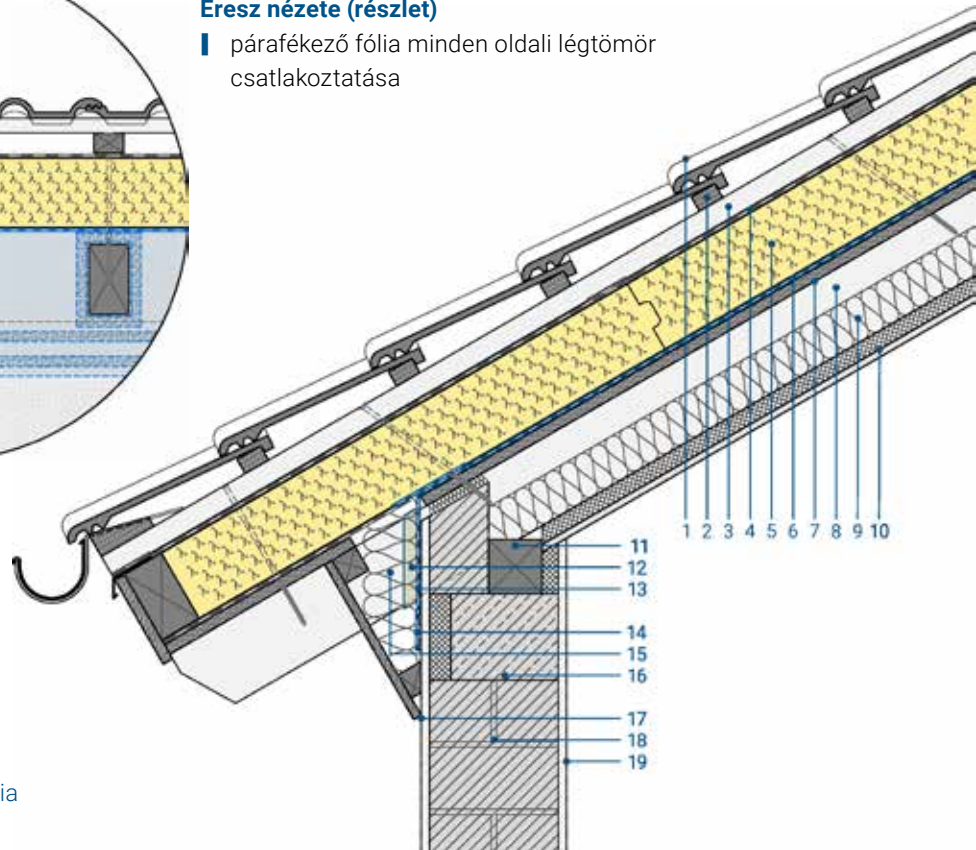 Eresz nézete (részlet)
párafékező fólia minden oldali légtömör
csatlakoztatása
1 2 3 4 5 6 7 8 9 10
11
12
13
14
15
16
17
18
19
ia